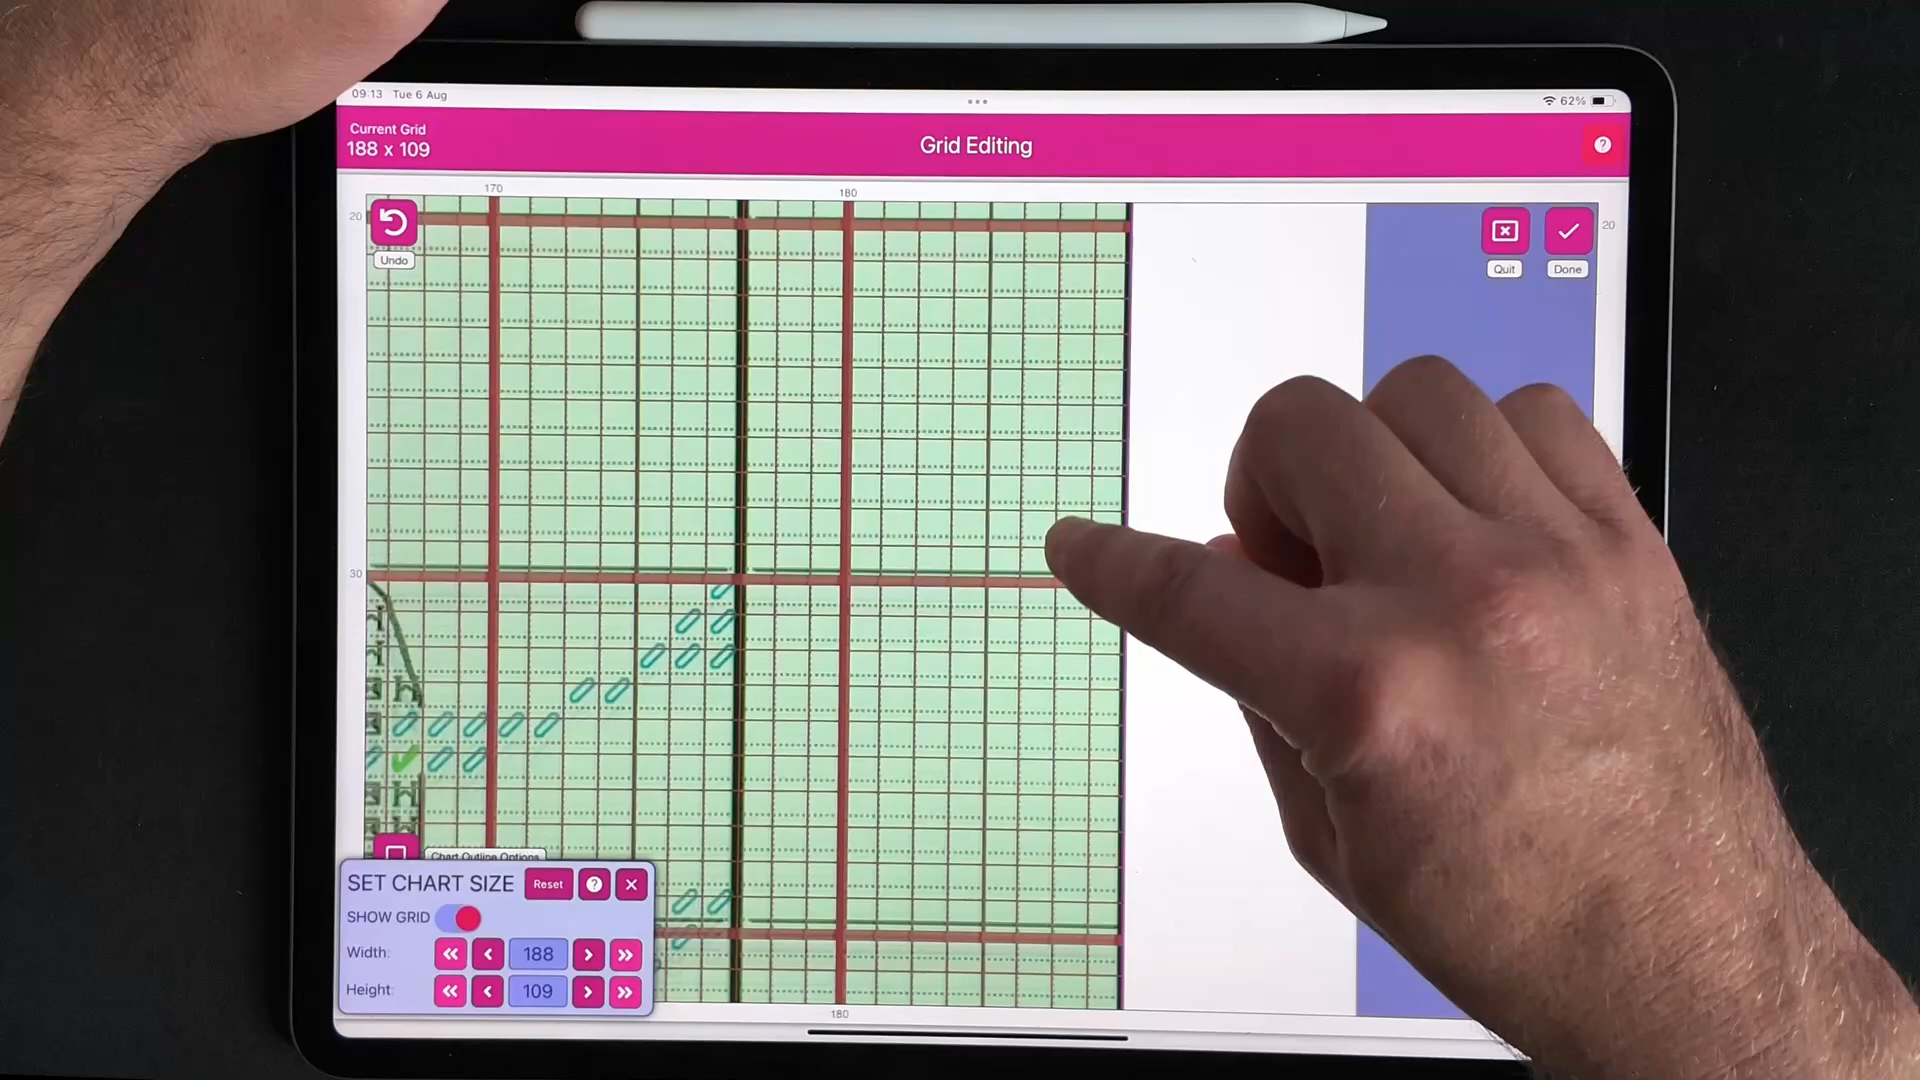 09:13 Tue 6 Aug
62%
Current Grid
188 x 109
Grid Editing
?
170
180
20
20
Undo
Quit
Done
30
Chart Outline Options
SET CHART SIZE
Reset
?
SHOW GRID
Width:
188
Height:
109
180